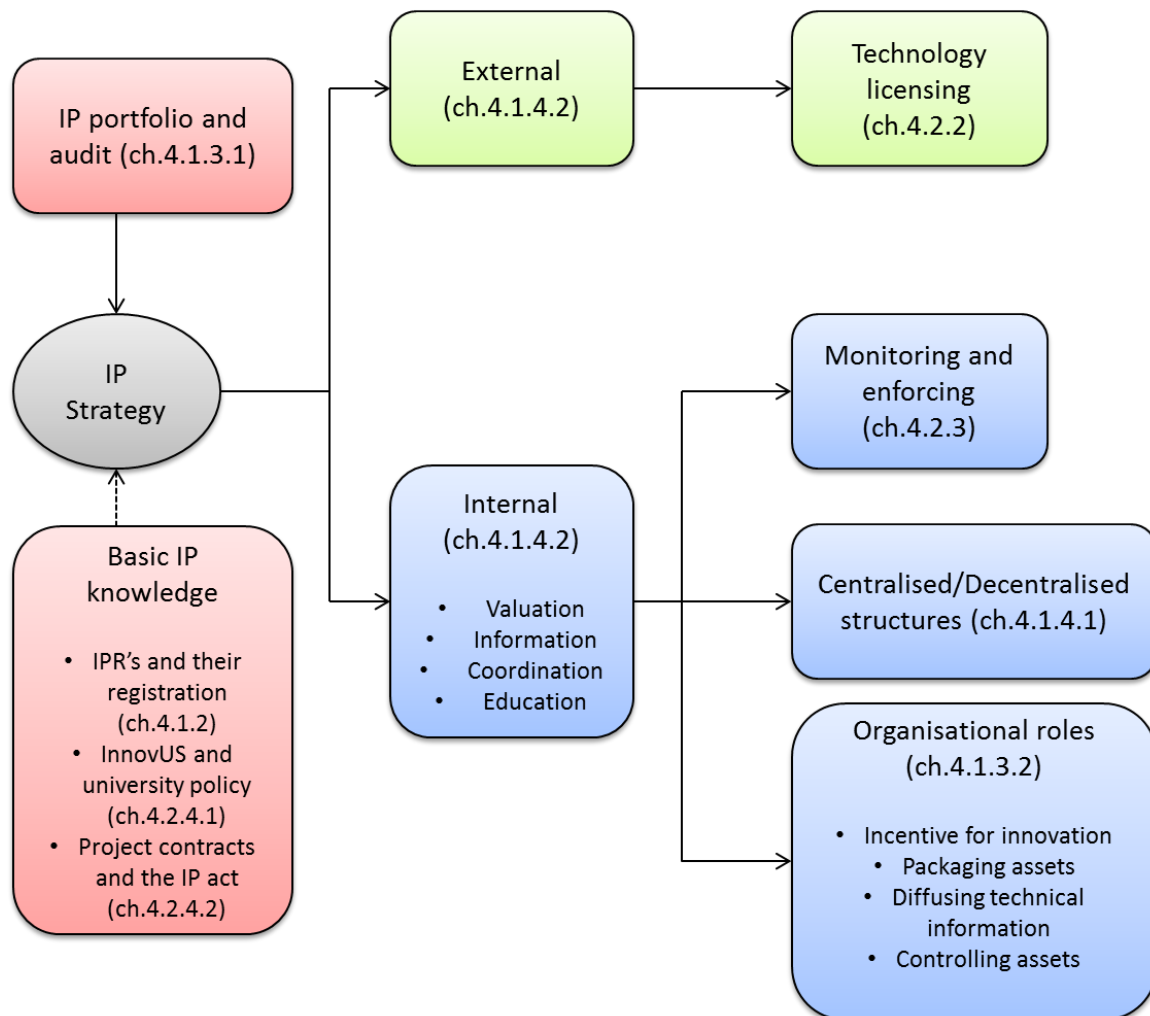 IP portfolio and
audit (ch.4.1.3.1)
External
(ch.4.1.4.2)
Technology
licensing
(ch.4.2.2)
IP
Strategy
Monitoring and
enforcing
(ch.4.2.3)
Basic IP
knowledge
• IPR’s and their
registration
(ch.4.1.2)
• InnovUS and
university policy
(ch.4.2.4.1)
• Project contracts
and the IP act
(ch.4.2.4.2)
Internal
(ch.4.1.4.2)
• Valuation
• Information
• Coordination
• Education
Centralised/Decentralised
structures (ch.4.1.4.1)
Organisational roles
(ch.4.1.3.2)
• Incentive for innovation
• Packaging assets
• Diffusing technical
information
• Controlling assets